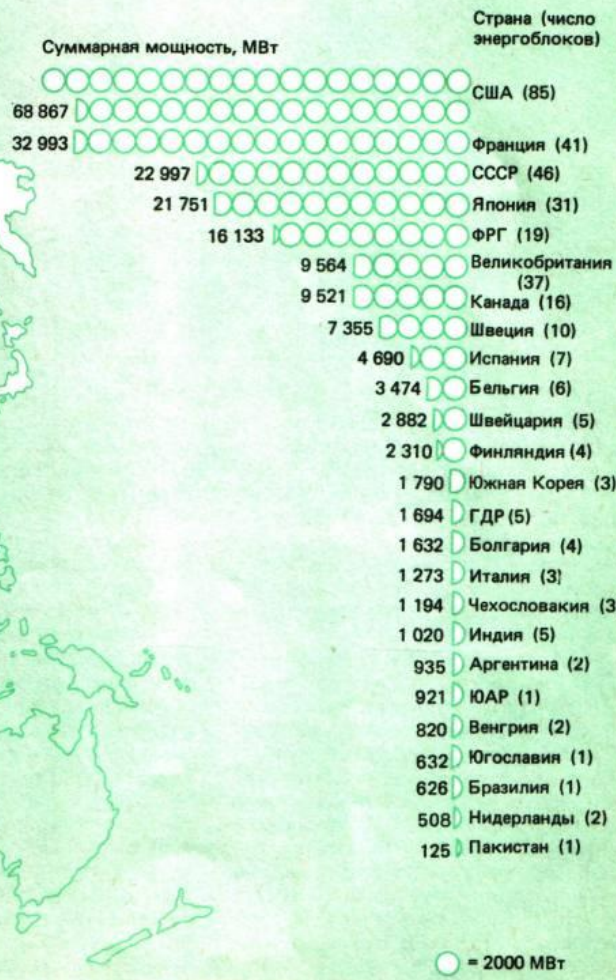 Страна (число
энергоблоков)
Суммарная мощность, МВт
США (85)
68 867
32 993 Франция (41)
22 997 СССР (46)
21 751 Япония (31)
16 133 ФРГ (19)
9 564 Великобритания
(37)
9 521 Канада (16)
7 355 Швеция (10)
4 690 Испания (7)
3 474 Бельгия (6)
2 882 Швейцария (5)
2 310 Финляндия (4)
1 790 Южная Корея (3)
1 694 ГДР (5)
1 632 Болгария (4)
1 273 Италия (3)
1 194 Чехословакия (3
1 020 Индия (5)
935 Аргентина (2)
921 ЮАР (1)
820 Венгрия (2)
632 Югославия (1)
626 Бразилия (1)
508 Нидерланды (2)
125 Пакистан (1)
= 2000 МВт